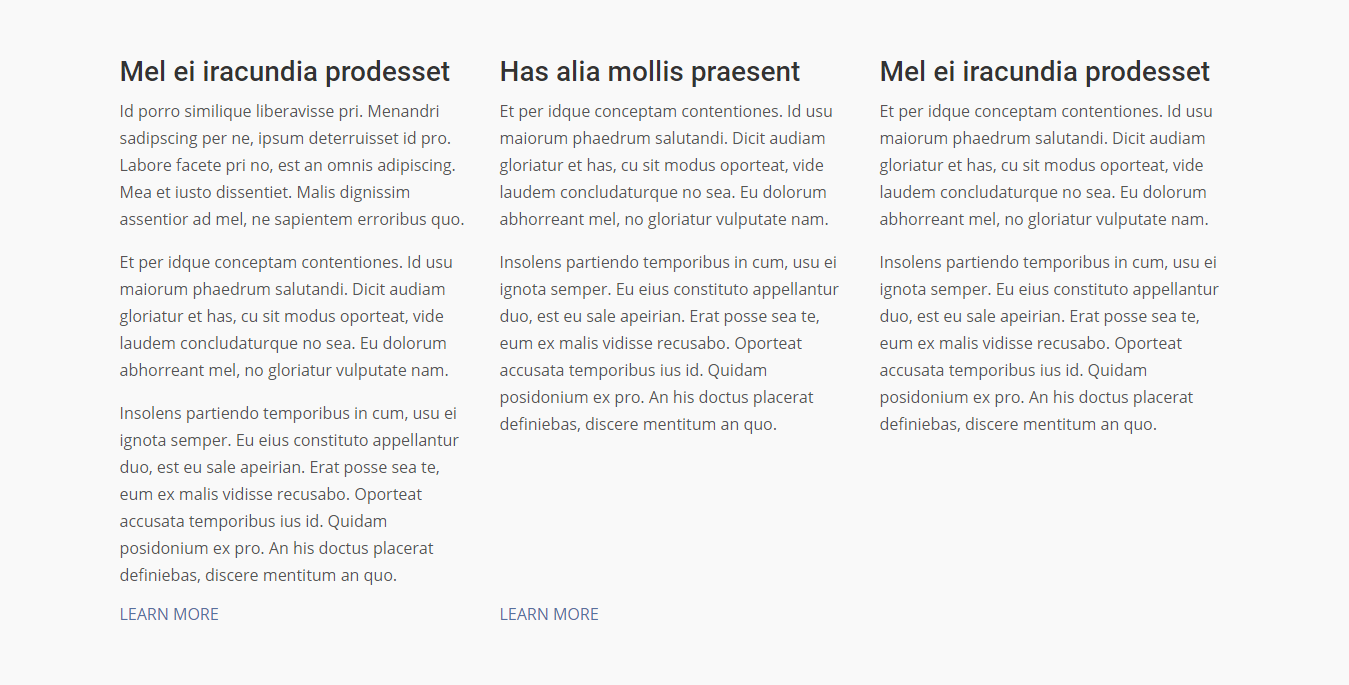 Mel ei iracundia prodesset
Id porro similique liberavisse pri. Menandri
sadipscing per ne, ipsum deterruisset id pro.
Labore facete pri no, est an omnis adipiscing.
Mea et iusto dissentiet. Malis dignissim
assentior ad mel, ne sapientem erroribus quo.
Et per idque conceptam contentiones. Id usu
maiorum phaedrum salutandi. Dicit audiam
gloriatur et has, cu sit modus oporteat, vide
laudem concludaturque no sea. Eu dolorum
abhorreant mel, no gloriatur vulputate nam.
Insolens partiendo temporibus in cum, usu ei
ignota semper. Eu eius constituto appellantur
duo, est eu sale apeirian. Erat posse sea te,
eum ex malis vidisse recusabo. Oporteat
accusata temporibus ius id. Quidam
posidonium ex pro. An his doctus placerat
definiebas, discere mentitum an quo.
LEARN MORE
Has alia mollis praesent
Et per idque conceptam contentiones. Id usu
maiorum phaedrum salutandi. Dicit audiam
gloriatur et has, cu sit modus oporteat, vide
laudem concludaturque no sea. Eu dolorum
abhorreant mel, no gloriatur vulputate nam.
Insolens partiendo temporibus in cum, usu ei
ignota semper. Eu eius constituto appellantur
duo, est eu sale apeirian. Erat posse sea te,
eum ex malis vidisse recusabo. Oporteat
accusata temporibus ius id. Quidam
posidonium ex pro. An his doctus placerat
definiebas, discere mentitum an quo.
LEARN MORE
Mel ei iracundia prodesset
Et per idque conceptam contentiones. Id usu
maiorum phaedrum salutandi. Dicit audiam
gloriatur et has, cu sit modus oporteat, vide
laudem concludaturque no sea. Eu dolorum
abhorreant mel, no gloriatur vulputate nam.
Insolens partiendo temporibus in cum, usu ei
ignota semper. Eu eius constituto appellantur
duo, est eu sale apeirian. Erat posse sea te,
eum ex malis vidisse recusabo. Oporteat
accusata temporibus ius id. Quidam
posidonium ex pro. An his doctus placerat
definiebas, discere mentitum an quo.